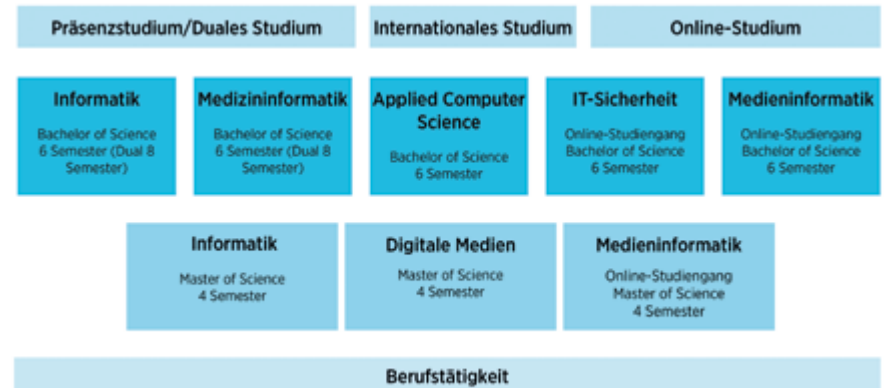 Präsenzstudium/Duales Studium
Internationales Studium
Online-Studium
Informatik
Bachelor of Science
6 Semester (Dual 8
Semester)
Medizininformatik
Bachelor of Science
6 Semester (Dual 8
Semester)
Applied Computer
Science
Bachelor of Science
6 Semester
IT-Sicherheit
Online-Studiengang
Bachelor of Science
6 Semester
Medieninformatik
Online-Studiengang
Bachelor of Science
6 Semester
Informatik
Master of Science
4 Semester
Digitale Medien
Master of Science
4 Semester
Medieninformatik
Online-Studiengang
Master of Science
4 Semester
Berufstätigkeit